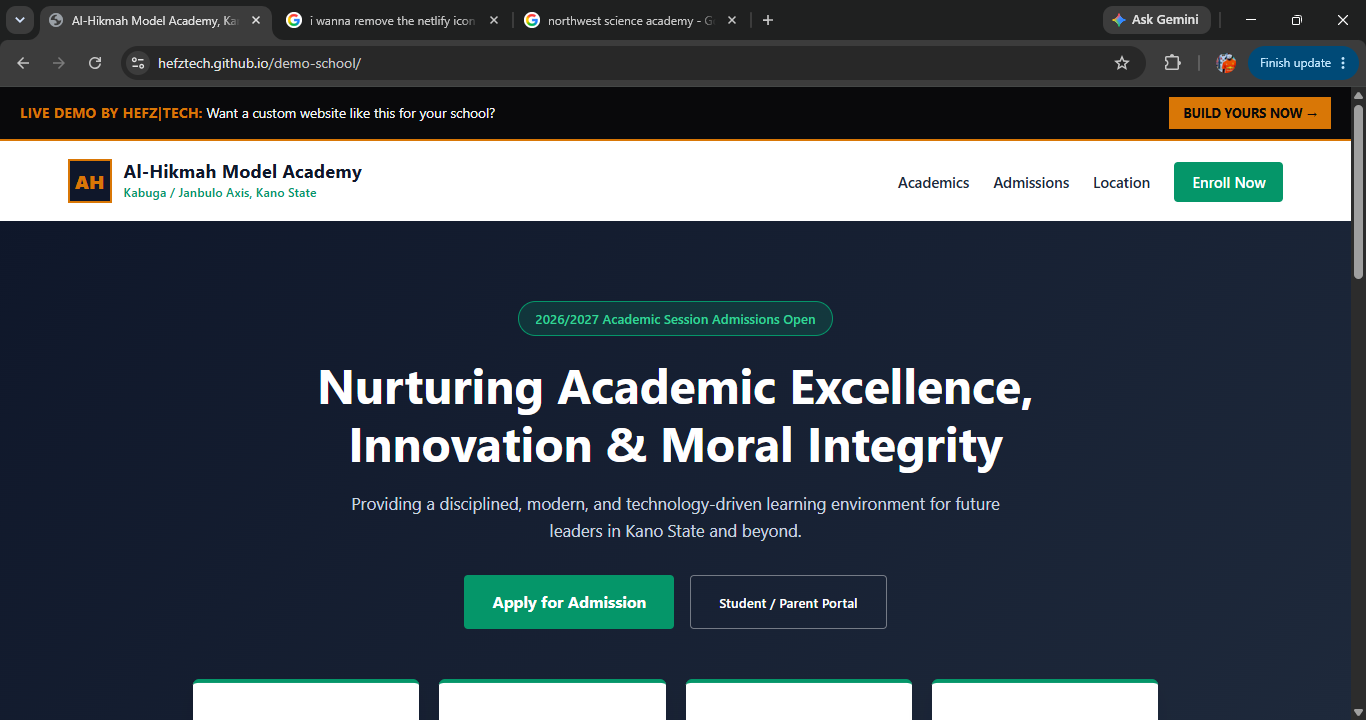 Al-Hikmah Model Academy, Ka
i wanna remove the netlify icon
northwest science academy - G
Ask Gemini
hefztech.github.io/demo-school/
Finish update
LIVE DEMO BY HEFZ|TECH: Want a custom website like this for your school?
BUILD YOURS NOW →
AH
Al-Hikmah Model Academy
Kabuga / Janbulo Axis, Kano State
Academics
Admissions
Location
Enroll Now
2026/2027 Academic Session Admissions Open
Nurturing Academic Excellence,
Innovation & Moral Integrity
Providing a disciplined, modern, and technology-driven learning environment for future
leaders in Kano State and beyond.
Apply for Admission
Student / Parent Portal